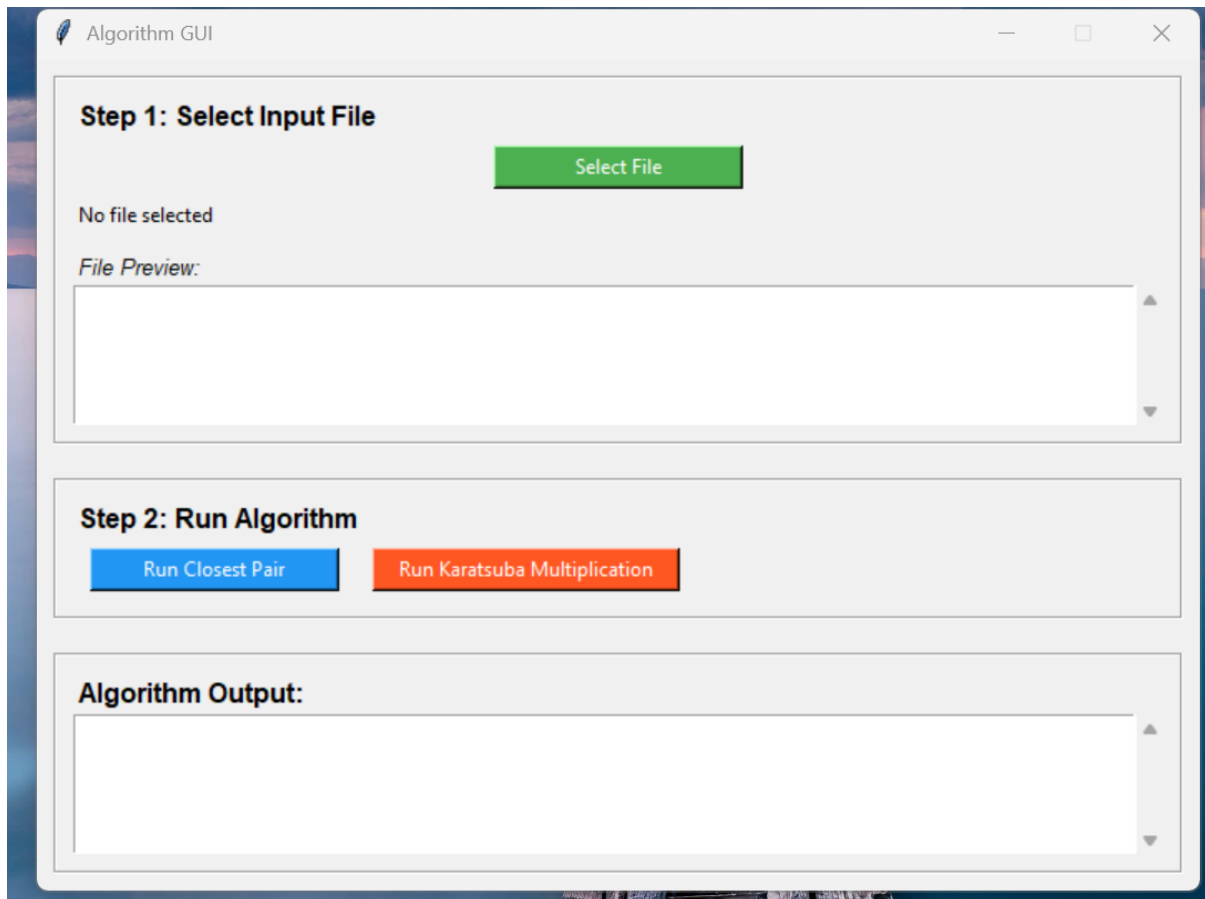 Algorithm GUI
Step 1: Select Input File
Select File
No file selected
File Preview:
Step 2: Run Algorithm
Run Closest Pair Run Karatsuba Multiplication
Algorithm Output: